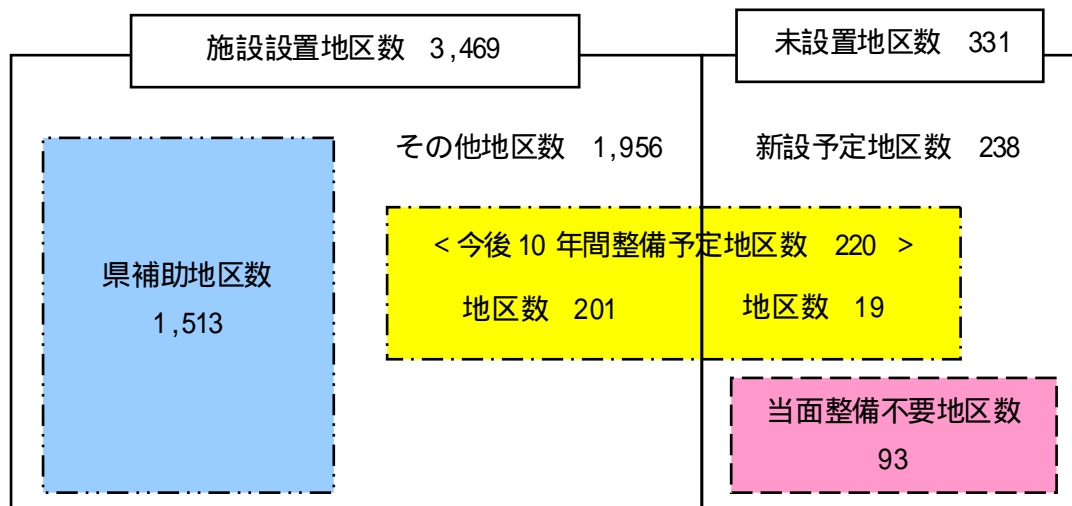 施設設置地区数 3,469
未設置地区数 331
その他地区数 1,956
新設予定地区数 238
<今後10年間整備予定地区数 220 >
地区数 201
地区数 19
県補助地区数
1,513
当面整備不要地区数
93